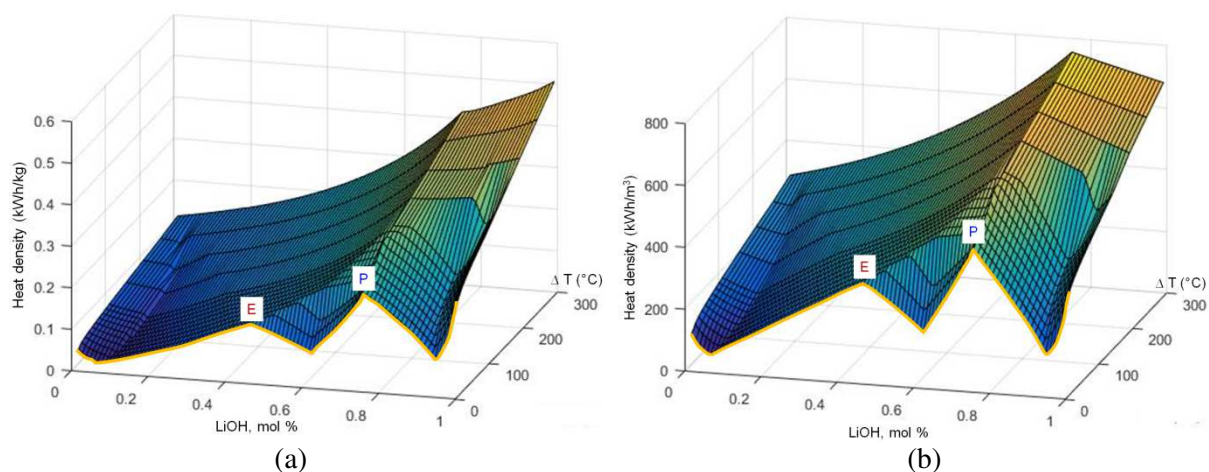 0.6
0.5
0.4
0.3
0.2
0.1
0
Heat density (kWh/kg)
0
0.2
0.4
0.6
0.8
1
LiOH, mol %
0
100
200
300
Δ T (°C)
E
P
(a)
800
600
400
200
0
Heat density (kWh/m³)
0
0.2
0.4
0.6
0.8
1
LiOH, mol %
0
100
200
300
Δ T (°C)
E
P
(b)